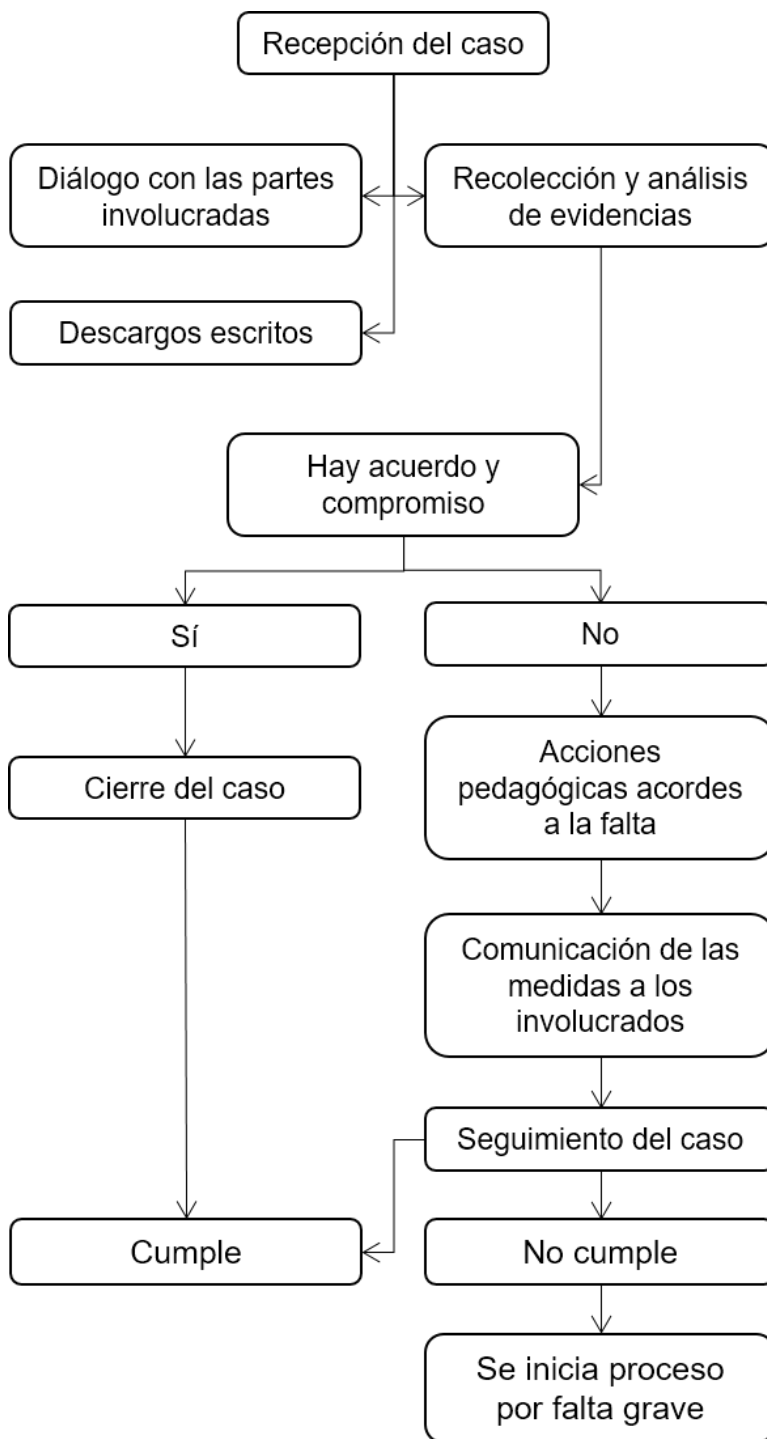 Recepción del caso
Diálogo con las partes
involucradas
Recolección y análisis
de evidencias
Descargos escritos
Hay acuerdo y
compromiso
Sí
No
Cierre del caso
Acciones
pedagógicas acordes
a la falta
Comunicación de las
medidas a los
involucrados
Seguimiento del caso
Cumple
No cumple
Se inicia proceso
por falta grave